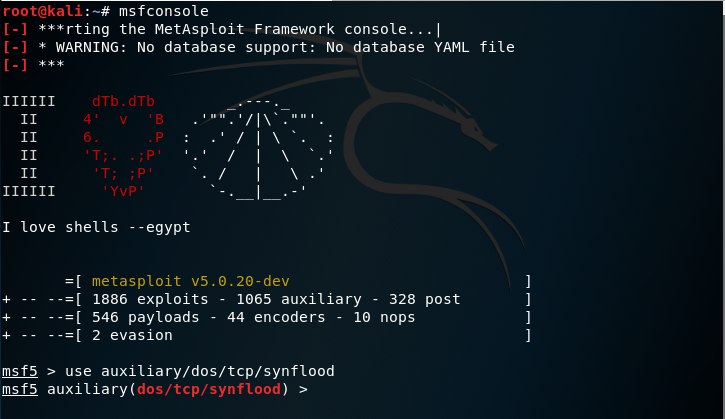 root@kali:~# msfconsole
[-] ***rting the MetAsploit Framework console...|
[-] * WARNING: No database support: No database YAML file
[-] ***
IIIIII    dTb.dTb        _.---._
  II     4'  v  'B   .'"".'/|\`.""'.
  II     6.     .P  :  .' / | \ `.  :
  II     'T;. .;P'  '.'  /  |  \  `.'
  II      'T; ;P'    `. /   |   \ .'
IIIIII     'YvP'       `-.__|__.-'
I love shells --egypt
       =[ metasploit v5.0.20-dev                          ]
+ -- --=[ 1886 exploits - 1065 auxiliary - 328 post       ]
+ -- --=[ 546 payloads - 44 encoders - 10 nops            ]
+ -- --=[ 2 evasion                                       ]
msf5 > use auxiliary/dos/tcp/synflood
msf5 auxiliary(dos/tcp/synflood) >